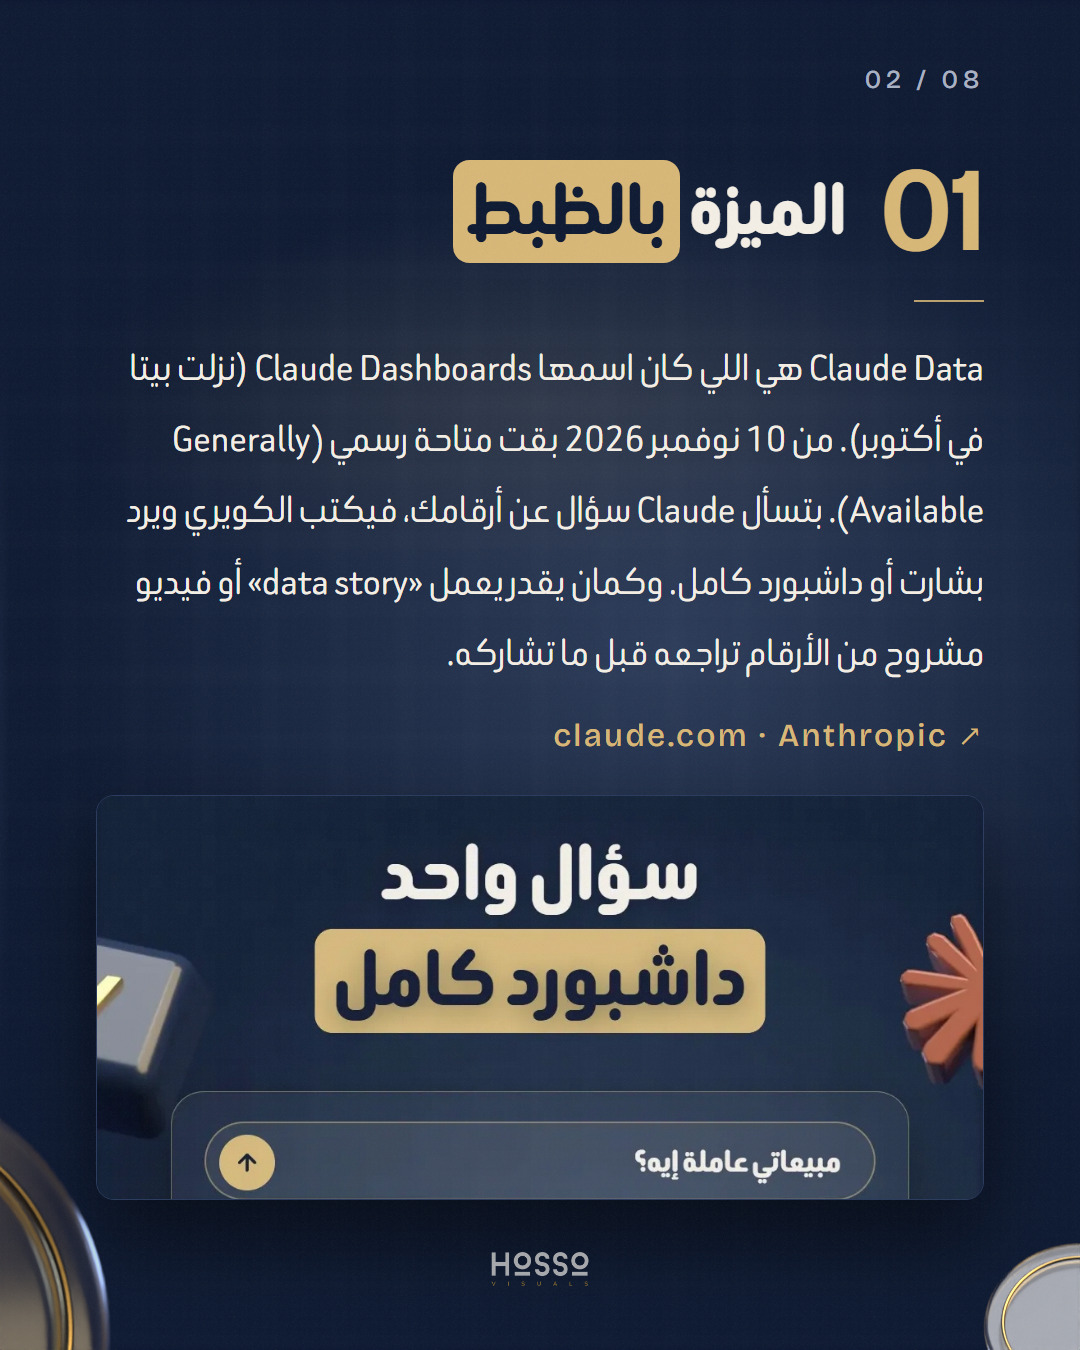 02 / 08
01 الميزة بالظبط
Claude Data هي اللي كان اسمها Claude Dashboards (نزلت بيتا
في أكتوبر). من 10 نوفمبر 2026 بقت متاحة رسمي (Generally
Available). بتسأل Claude سؤال عن أرقامك، فيكتب الكويري ويرد
بشارت أو داشبورد كامل. وكمان يقدر يعمل «data story» أو فيديو
مشروح من الأرقام تراجعه قبل ما تشاركه.
claude.com · Anthropic ↗
سؤال واحد
داشبورد كامل
مبيعاتي عاملة إيه؟
HOSSO
VISUALS